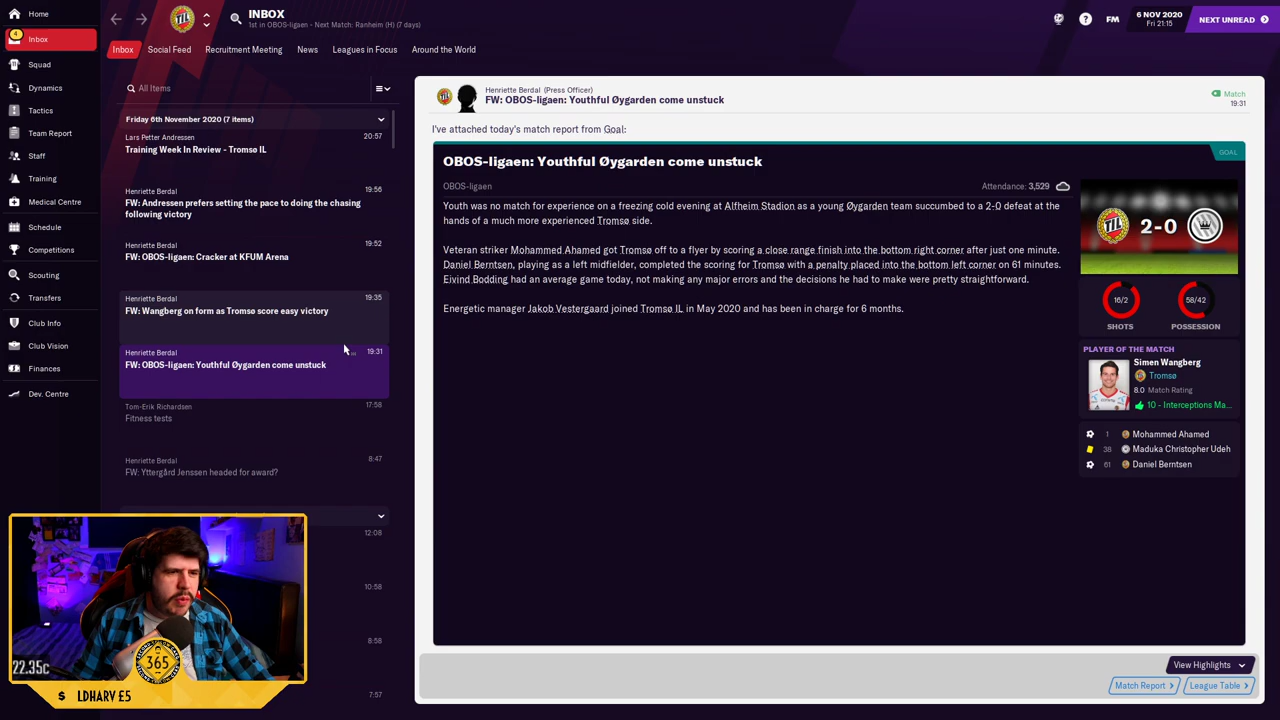 Home
4
Inbox
Squad
Dynamics
Tactics
Team Report
Staff
Training
Medical Centre
Schedule
Competitions
Scouting
Transfers
Club Info
Club Vision
Finances
Dev. Centre
TIL
INBOX
1st in OBOS-ligaen - Next Match: Ranheim (H) (7 days)
? FM
6 NOV 2020
Fri 21:15
NEXT UNREAD
Inbox Social Feed Recruitment Meeting News Leagues in Focus Around the World
All Items
Friday 6th November 2020 (7 items)
Lars Petter Andressen 20:57
Training Week In Review - Tromsø IL
Henriette Berdal 19:56
FW: Andressen prefers setting the pace to doing the chasing
following victory
Henriette Berdal 19:52
FW: OBOS-ligaen: Cracker at KFUM Arena
Henriette Berdal 19:35
FW: Wangberg on form as Tromsø score easy victory
Henriette Berdal 19:31
FW: OBOS-ligaen: Youthful Øygarden come unstuck
Tom-Erik Richardsen 17:58
Fitness tests
Henriette Berdal 8:47
FW: Yttergård Jenssen headed for award?
12:08
10:58
8:58
7:57
Henriette Berdal (Press Officer)
FW: OBOS-ligaen: Youthful Øygarden come unstuck
Match
19:31
I've attached today's match report from Goal:
GOAL
OBOS-ligaen: Youthful Øygarden come unstuck
OBOS-ligaen
Attendance: 3,529
Youth was no match for experience on a freezing cold evening at Alfheim Stadion as a young Øygarden team succumbed to a 2-0 defeat at the
hands of a much more experienced Tromsø side.
Veteran striker Mohammed Ahamed got Tromsø off to a flyer by scoring a close range finish into the bottom right corner after just one minute.
Daniel Berntsen, playing as a left midfielder, completed the scoring for Tromsø with a penalty placed into the bottom left corner on 61 minutes.
Eivind Bodding had an average game today, not making any major errors and the decisions he had to make were pretty straightforward.
Energetic manager Jakob Vestergaard joined Tromsø IL in May 2020 and has been in charge for 6 months.
TIL 2-0
16/2 58/42
SHOTS POSSESSION
PLAYER OF THE MATCH
Simen Wangberg
Tromsø
8.0 Match Rating
10 - Interceptions Ma...
1 Mohammed Ahamed
38 Maduka Christopher Udeh
61 Daniel Berntsen
View Highlights
Match Report
League Table
22.35c
365
$ LDHARY £5